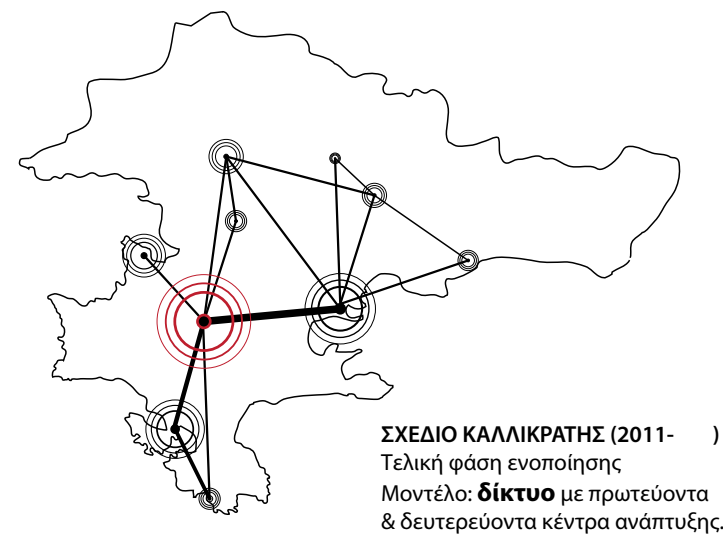 ΣΧΕΔΙΟ ΚΑΛΛΙΚΡΑΤΗΣ (2011- )
Τελική φάση ενοποίησης
Μοντέλο: δίκτυο με πρωτεύοντα
& δευτερεύοντα κέντρα ανάπτυξης.